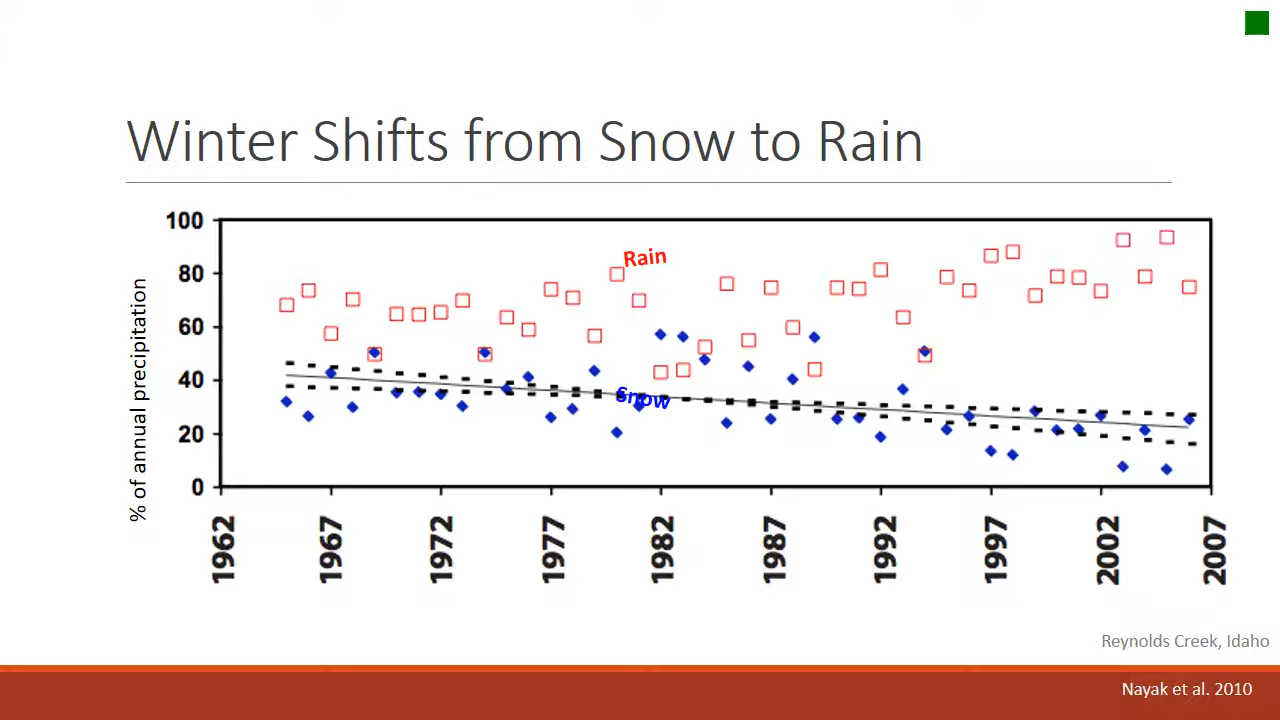 Winter Shifts from Snow to Rain
% of annual precipitation
100
80
60
40
20
0
Rain
Snow
1962
1967
1972
1977
1982
1987
1992
1997
2002
2007
Reynolds Creek, Idaho
Nayak et al. 2010